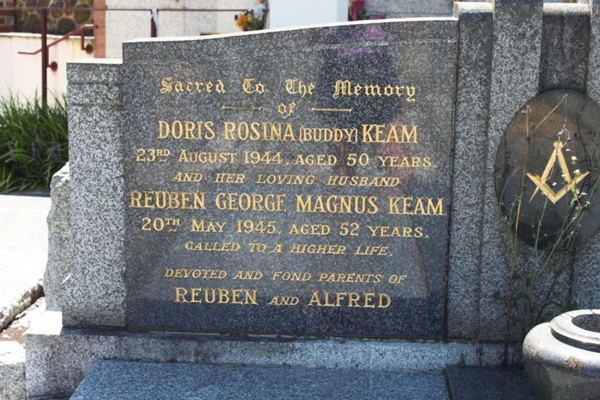 Sacred To The Memory
of
DORIS ROSINA (BUDDY) KEAM
23RD AUGUST 1944, AGED 50 YEARS.
AND HER LOVING HUSBAND
REUBEN GEORGE MAGNUS KEAM
20TH MAY 1945, AGED 52 YEARS.
CALLED TO A HIGHER LIFE.
DEVOTED AND FOND PARENTS OF
REUBEN AND ALFRED